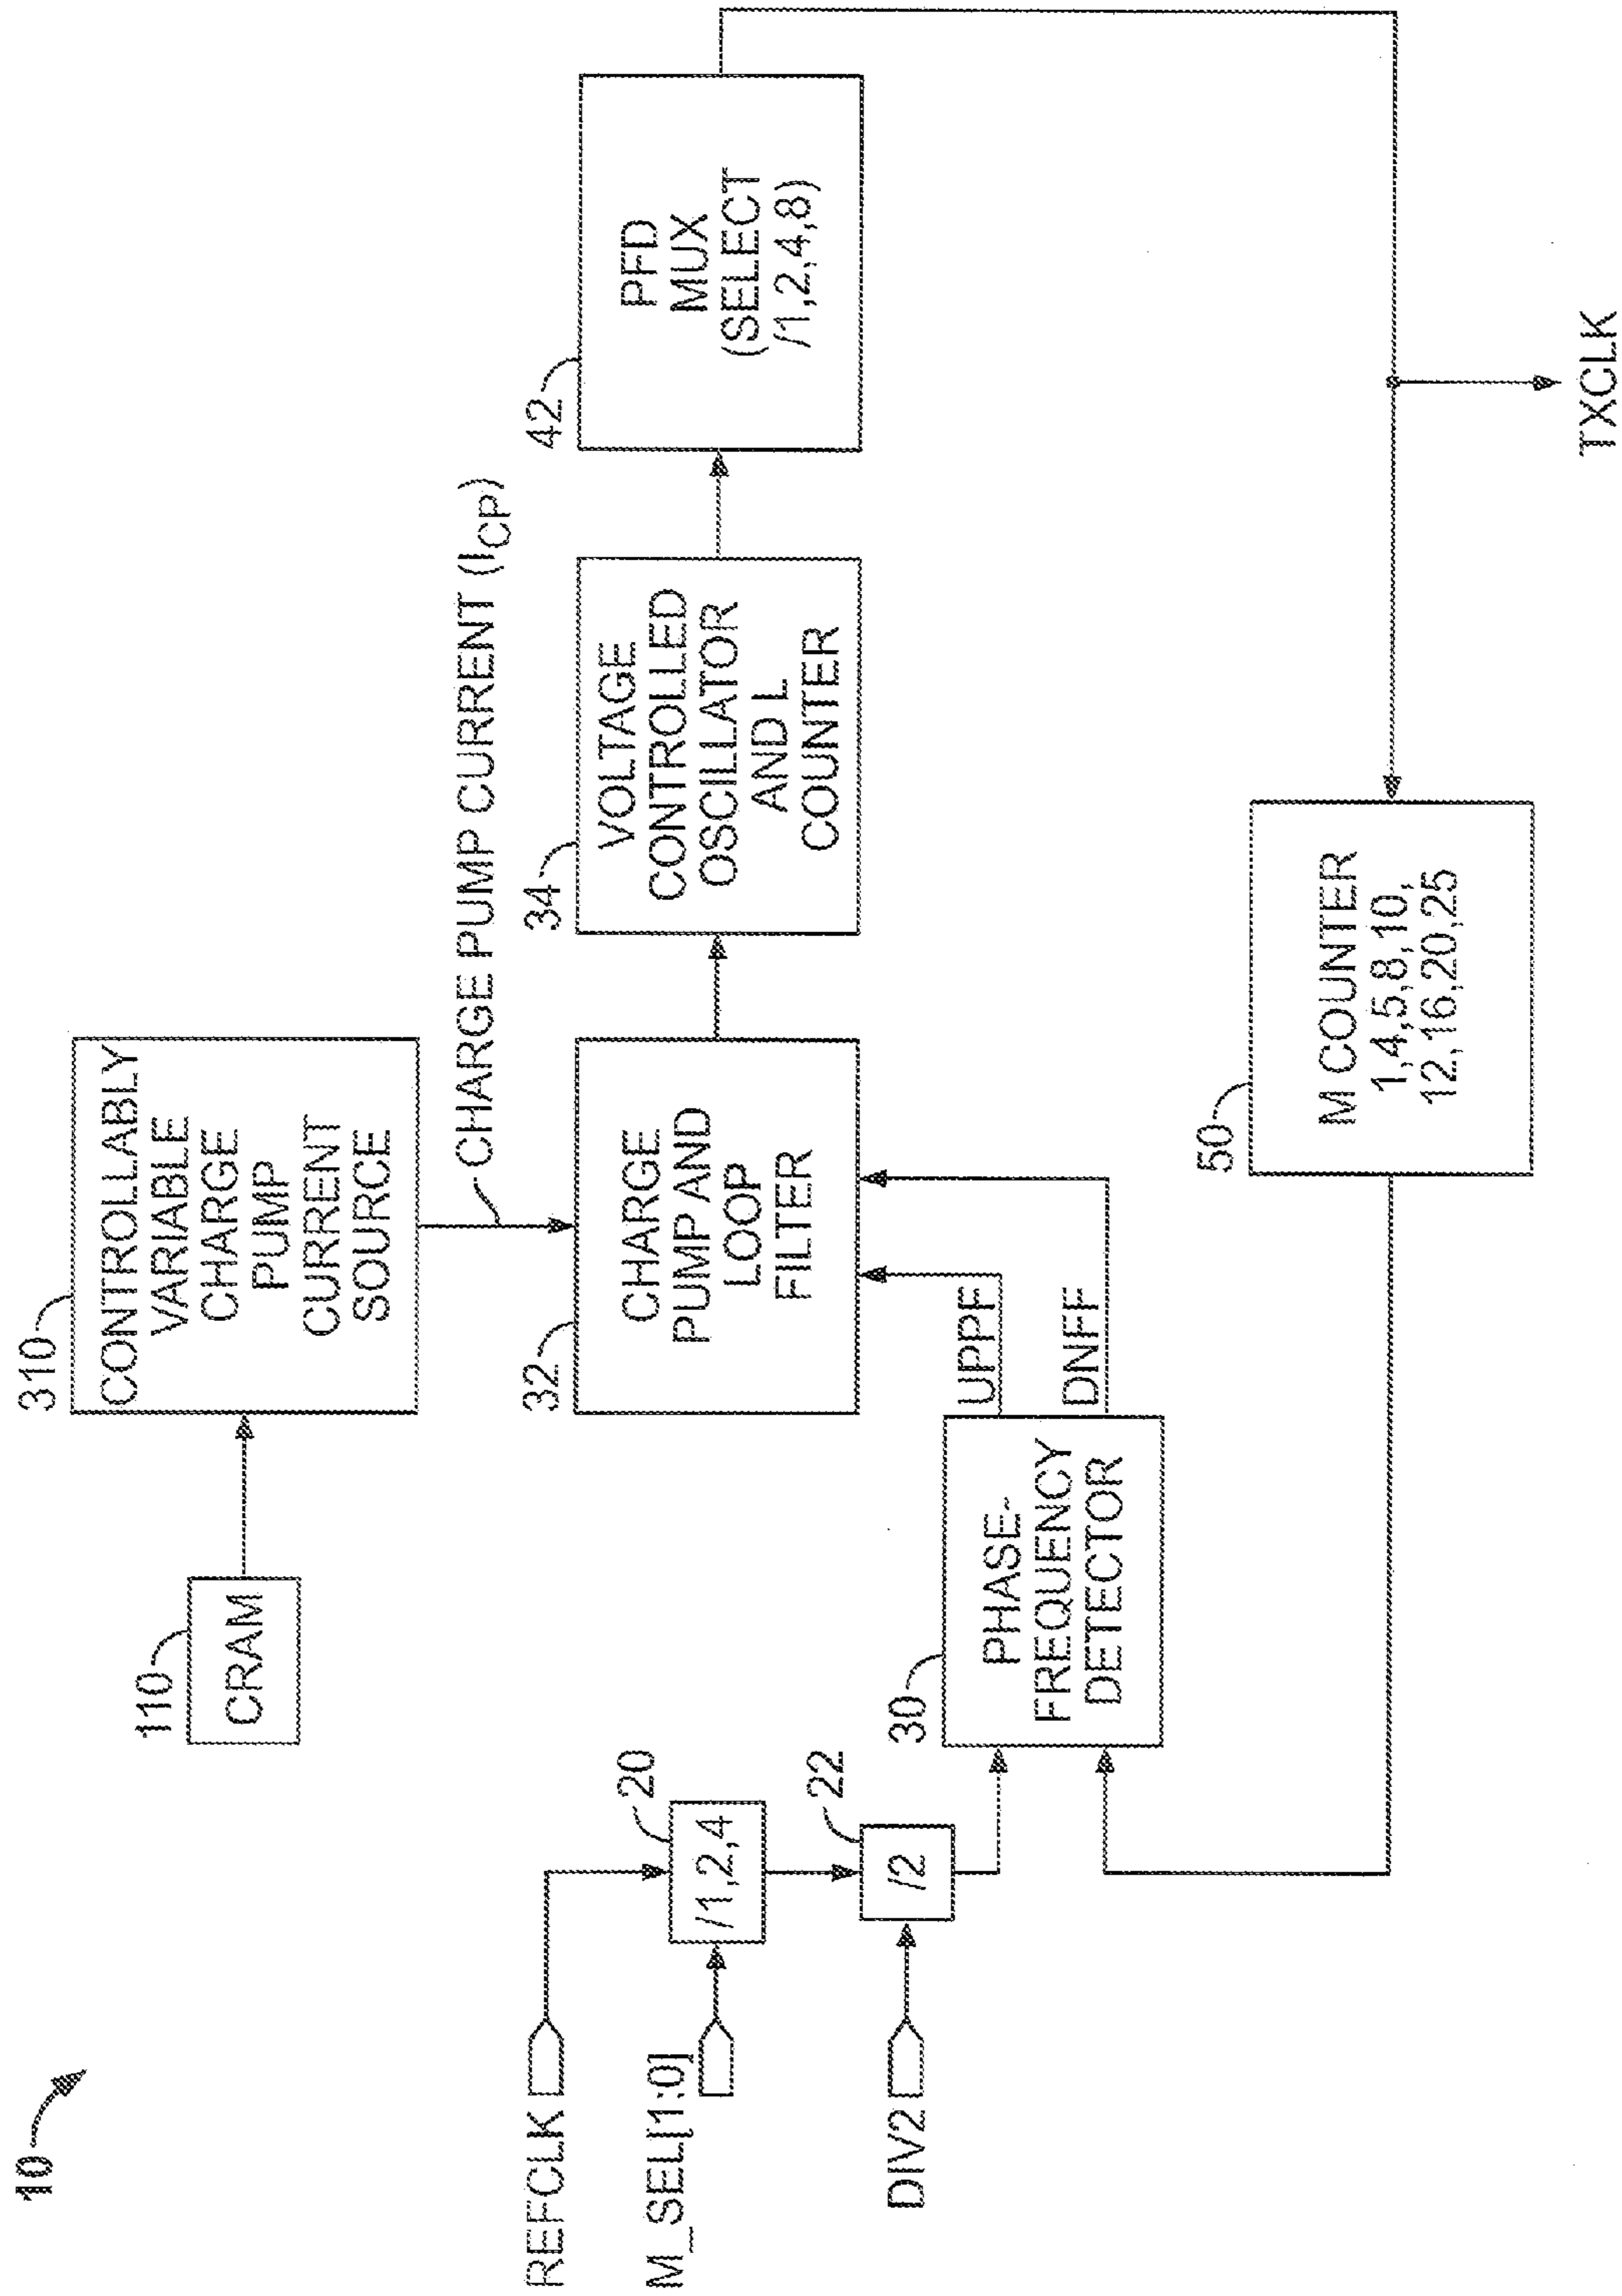 10
110
CRAM
310
CONTROLLABLY
VARIABLE
CHARGE
PUMP
CURRENT
SOURCE
CHARGE PUMP CURRENT (ICP)
REFCLK
M_SEL[1:0]
20
/1,2,4
DIV2
22
/2
30
PHASE-
FREQUENCY
DETECTOR
UPPF
DNFF
32
CHARGE
PUMP AND
LOOP
FILTER
34
VOLTAGE
CONTROLLED
OSCILLATOR
AND L
COUNTER
42
PFD
MUX
(SELECT
/1,2,4,8)
50
M COUNTER
1,4,5,8,10,
12,16,20,25
TXCLK